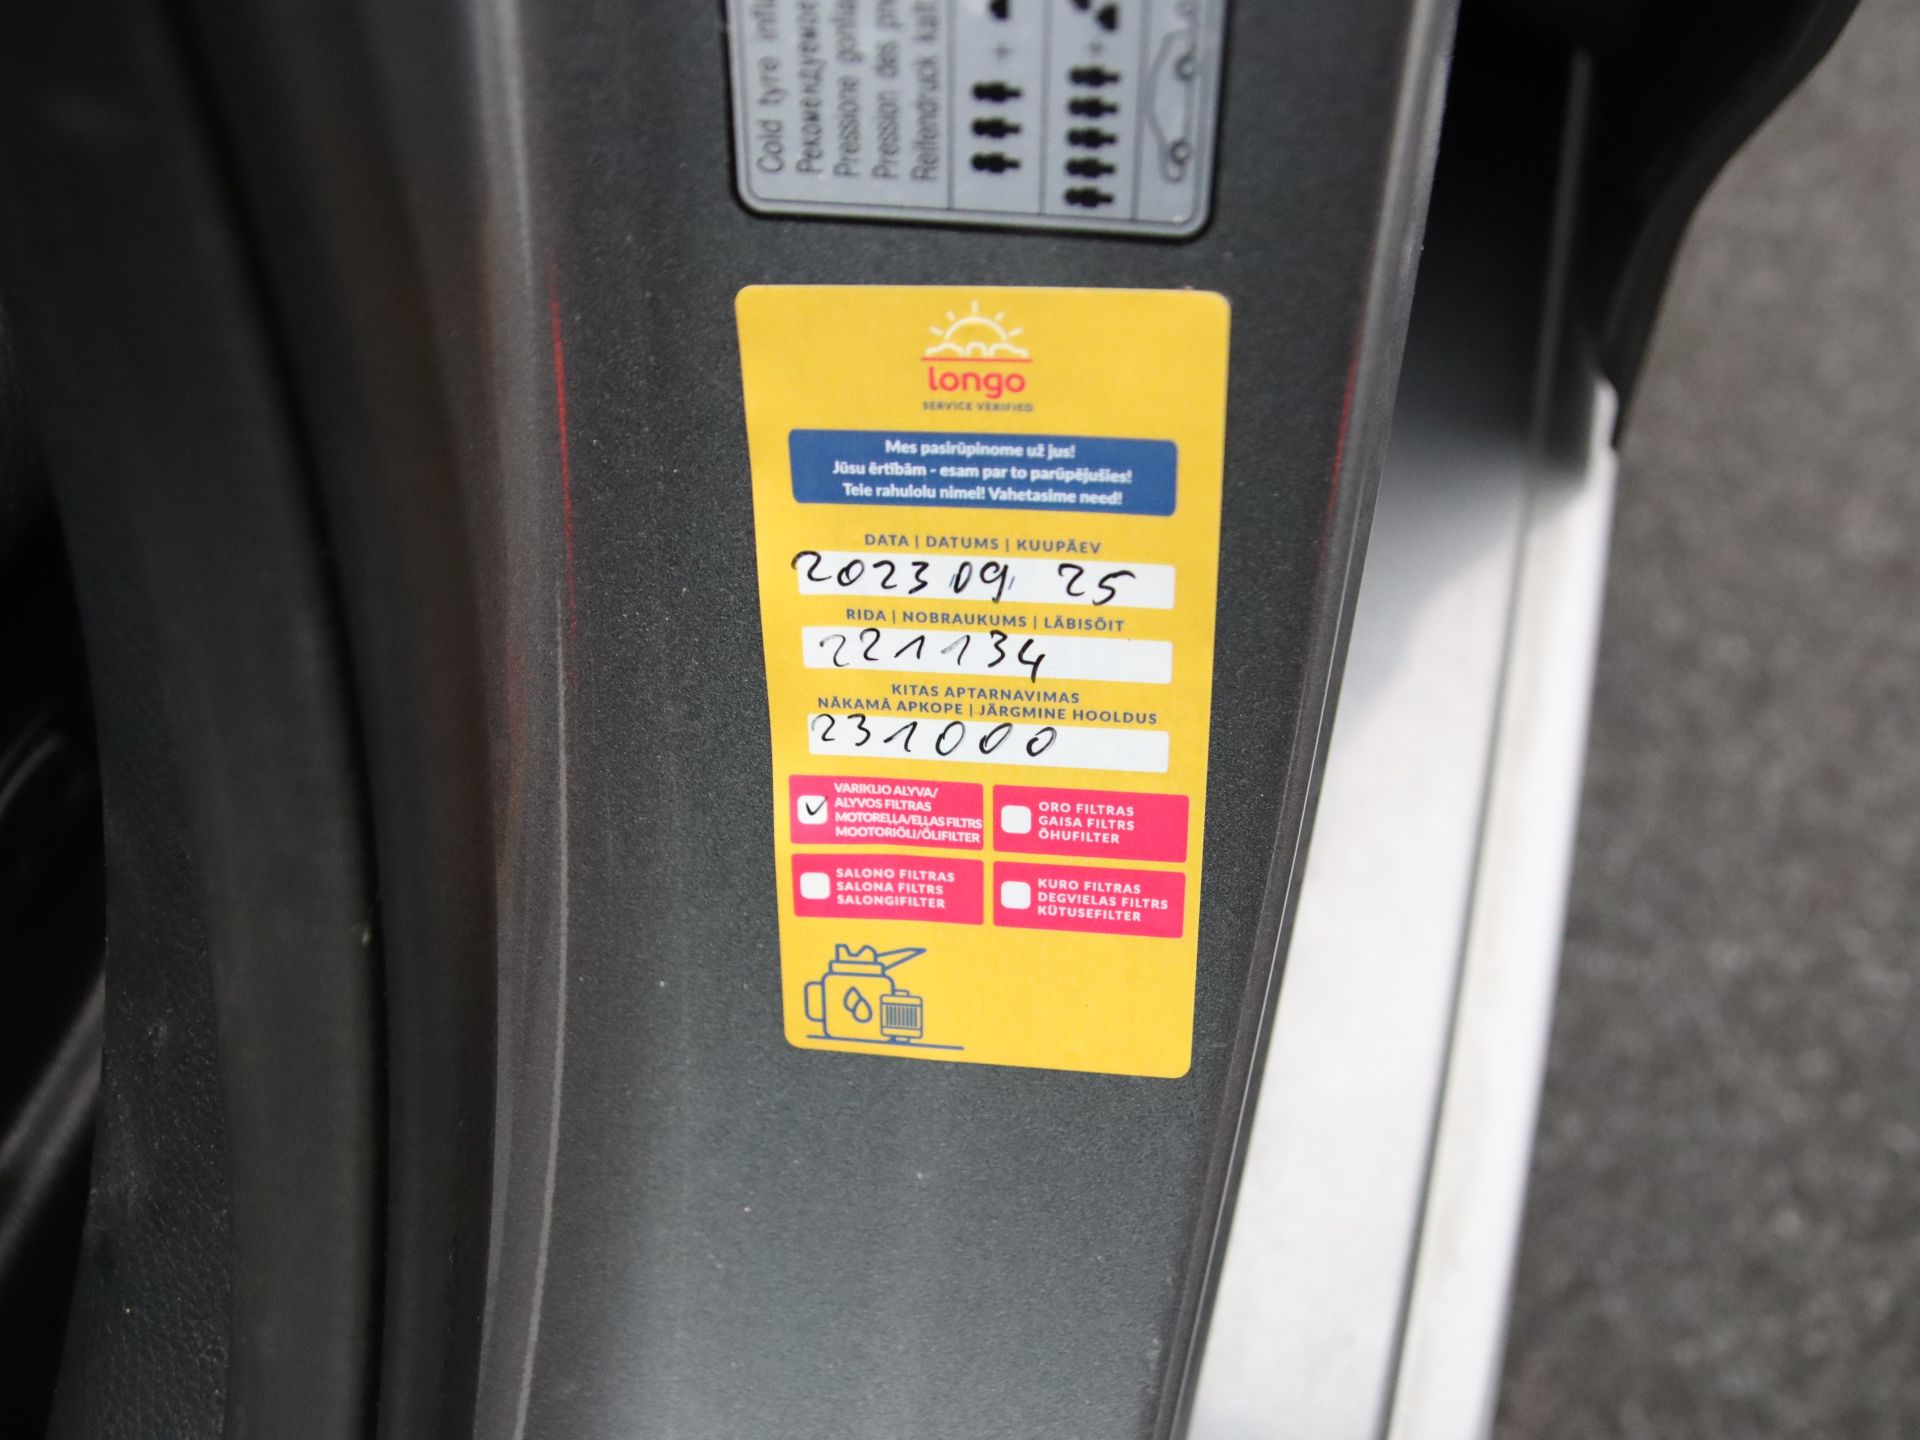 Cold tyre
Pressione
Pression des
Reifendruck kalt
longo
SERVICE VERIFIED
Mes pasirūpinome už jus!
Jūsu ērtībām - esam par to parūpējušies!
Teie rahulolu nimel! Vahetasime need!
DATA | DATUMS | KUUPÄEV
2023 09 25
RIDA | NOBRAUKUMS | LÄBISÕIT
221134
KITAS APTARNAVIMAS
NĀKAMĀ APKOPE | JÄRGMINE HOOLDUS
231000
VARIKLIO ALYVA/
ALYVOS FILTRAS
MOTOREĻĻA/EĻĻAS FILTRS
MOOTORIÕLI/ÕLIFILTER
ORO FILTRAS
GAISA FILTRS
ÕHUFILTER
SALONO FILTRAS
SALONA FILTRS
SALONGIFILTER
KURO FILTRAS
DEGVIELAS FILTRS
KÜTUSEFILTER